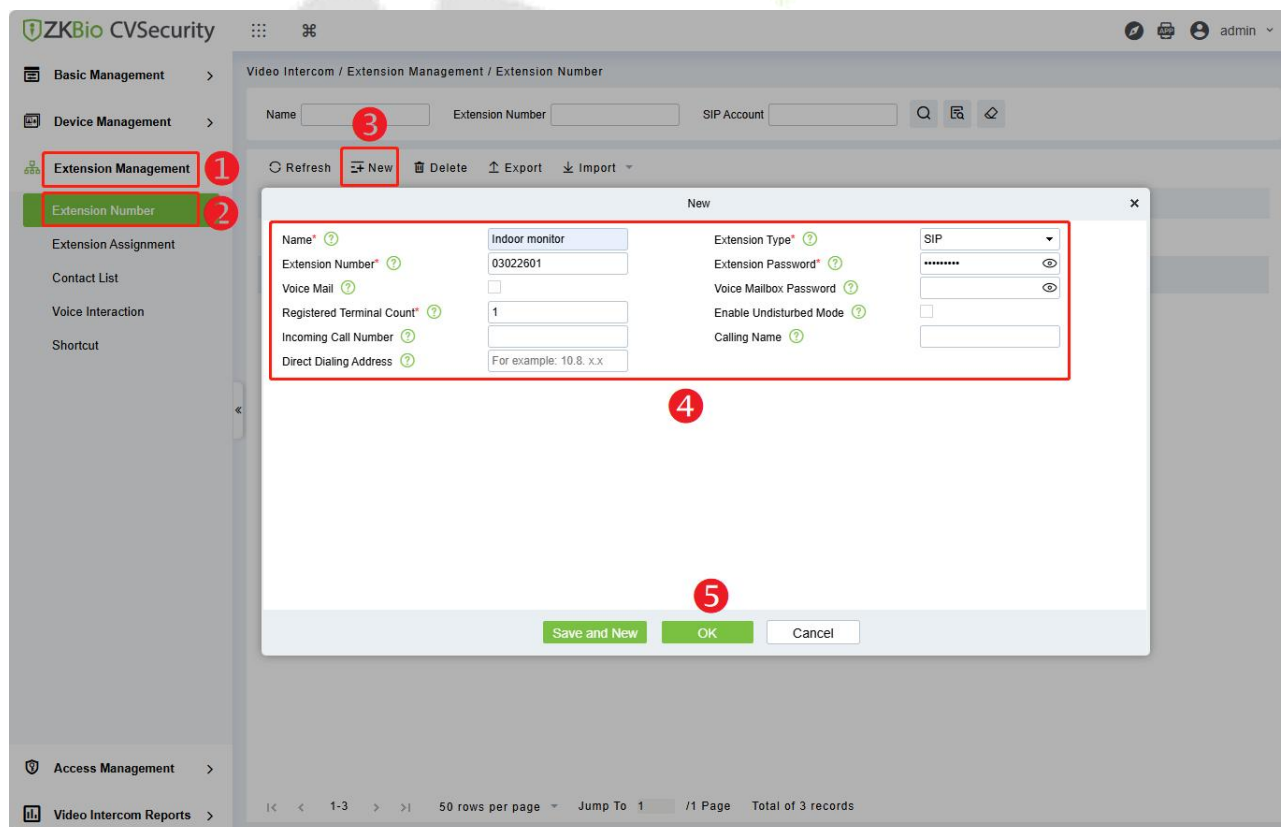 ZKBio CVSecurity
admin
Basic Management
Device Management
Extension Management
1
Extension Number
2
Extension Assignment
Contact List
Voice Interaction
Shortcut
Access Management
Video Intercom Reports
Video Intercom / Extension Management / Extension Number
Name Extension Number SIP Account
3
Refresh New Delete Export Import
New
Name* Indoor monitor Extension Type* SIP
Extension Number* 03022601 Extension Password* •••••••••
Voice Mail Voice Mailbox Password
Registered Terminal Count* 1 Enable Undisturbed Mode
Incoming Call Number Calling Name
Direct Dialing Address For example: 10.8. x.x
4
5
Save and New OK Cancel
1-3 50 rows per page Jump To 1 /1 Page Total of 3 records